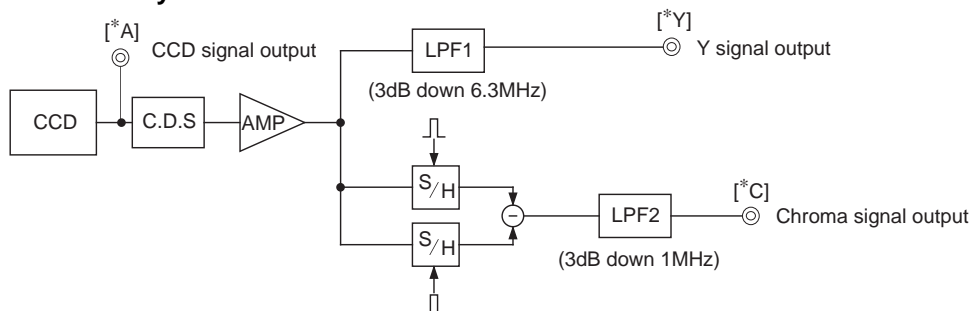 [*A]
CCD signal output
[*Y]
LPF1
Y signal output
(3dB down 6.3MHz)
CCD
C.D.S
AMP
S/H
[*C]
LPF2
Chroma signal output
S/H
(3dB down 1MHz)